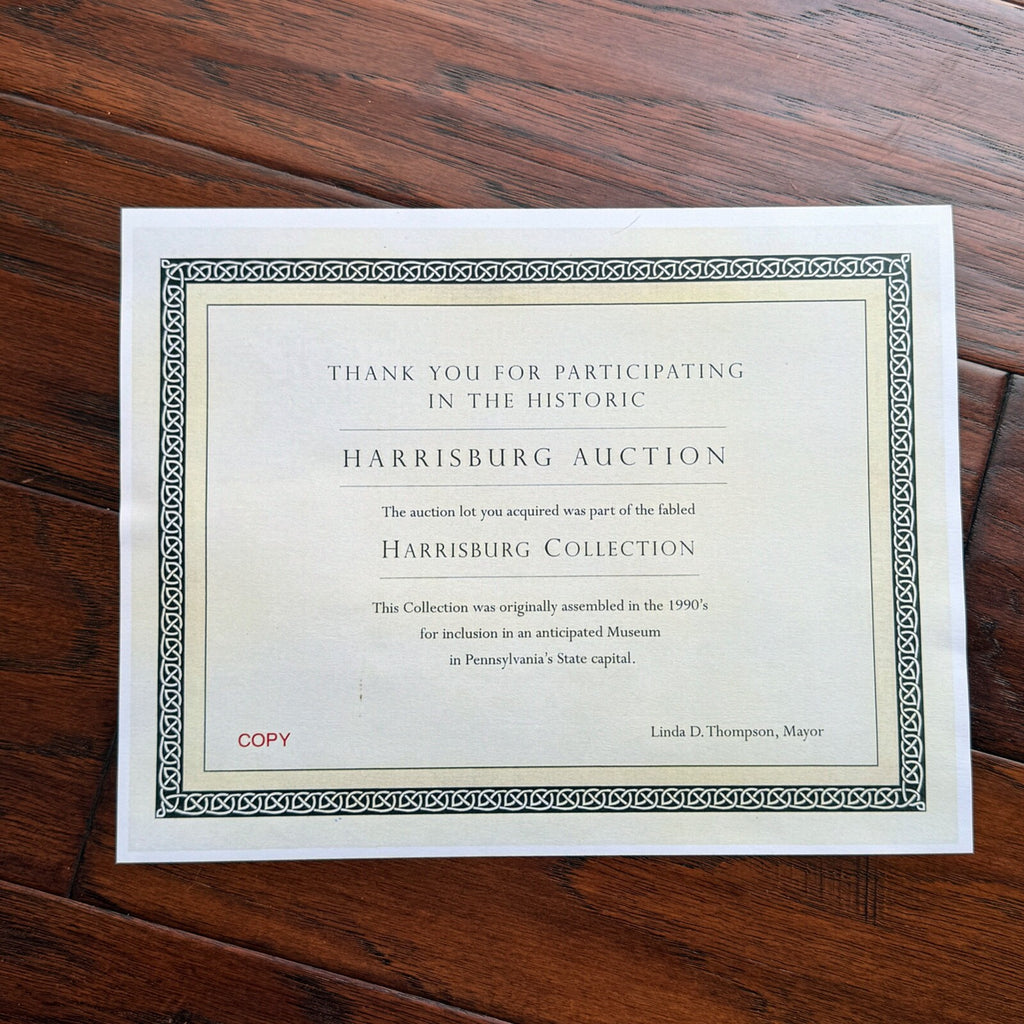 THANK YOU FOR PARTICIPATING
IN THE HISTORIC
HARRISBURG AUCTION
The auction lot you acquired was part of the fabled
HARRISBURG COLLECTION
This Collection was originally assembled in the 1990's
for inclusion in an anticipated Museum
in Pennsylvania's State capital.
Linda D. Thompson, Mayor
COPY